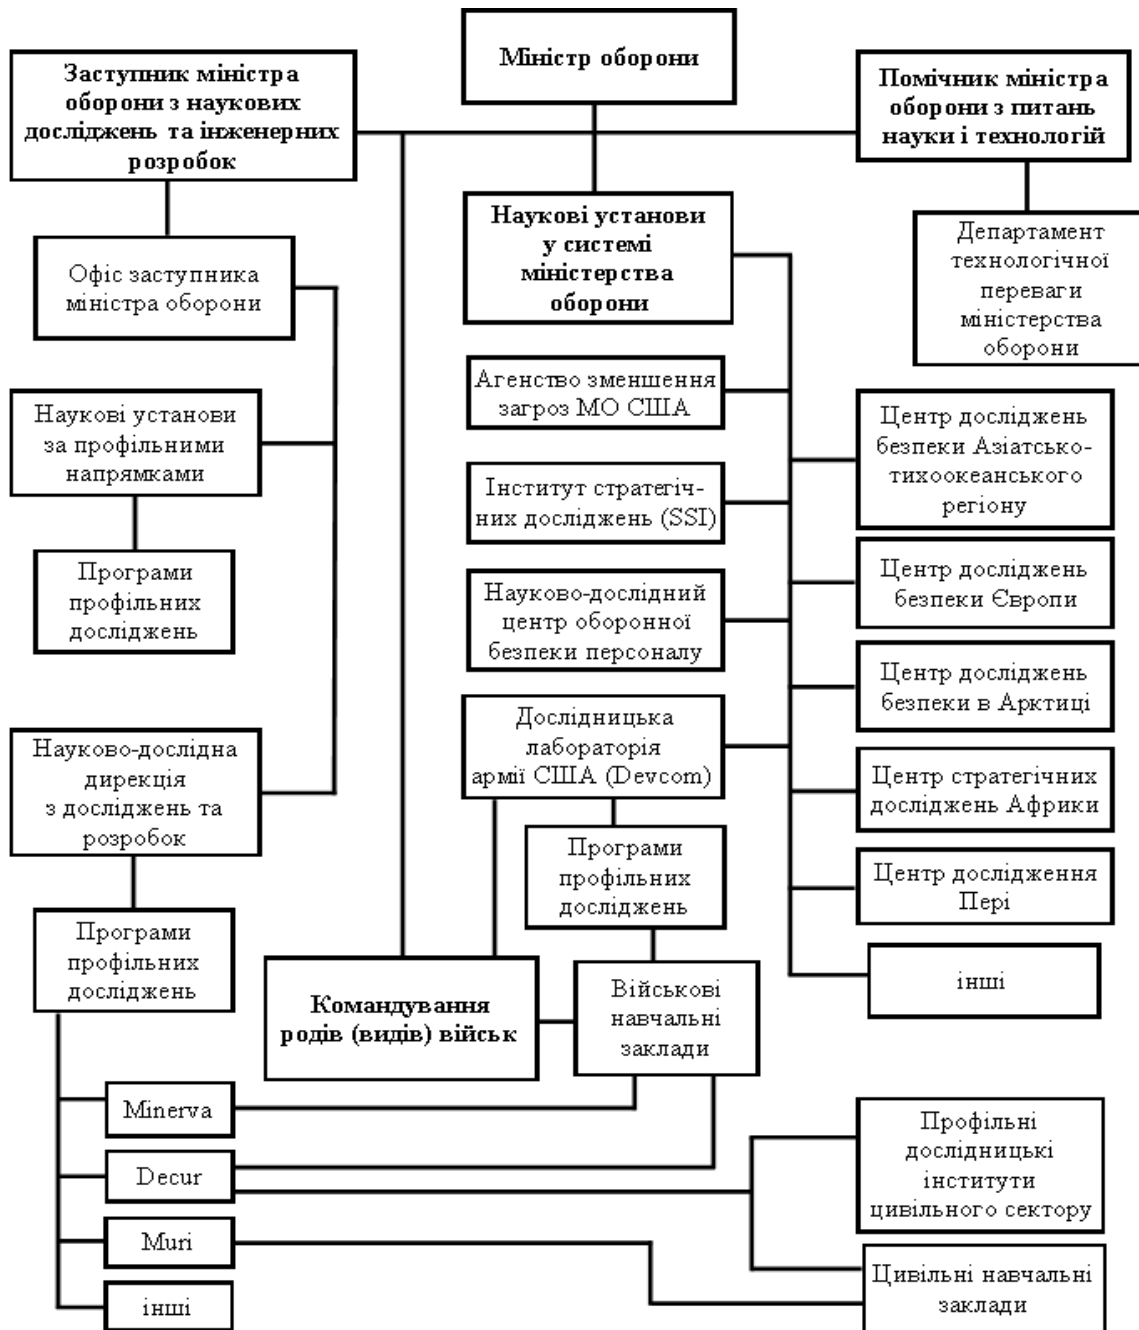 Міністр оборони
Заступник міністра
оборони з наукових
досліджень та інженерних
розробок
Помічник міністра
оборони з питань
науки і технологій
Наукові установи
у системі
міністерства
оборони
Департамент
технологічної
переваги
міністерства
оборони
Офіс заступника
міністра оборони
Агенство зменшення
загроз МО США
Наукові установи
за профільними
напрямками
Центр досліджень
безпеки Азіатсько-
тихоокеанського
регіону
Інститут стратегіч-
них досліджень (SSI)
Програми
профільних
досліджень
Центр досліджень
безпеки Європи
Науково-дослідний
центр оборонної
безпеки персоналу
Центр досліджень
безпеки в Арктиці
Дослідницька
лабораторія
армії США (Devcom)
Науково-дослідна
дирекція
з досліджень та
розробок
Центр стратегічних
досліджень Африки
Програми
профільних
досліджень
Центр дослідження
Пері
Програми
профільних
досліджень
інші
Командування
родів (видів) військ
Військові
навчальні
заклади
Minerva
Decur
Muri
інші
Профільні
дослідницькі
інститути
цивільного сектору
Цивільні навчальні
заклади